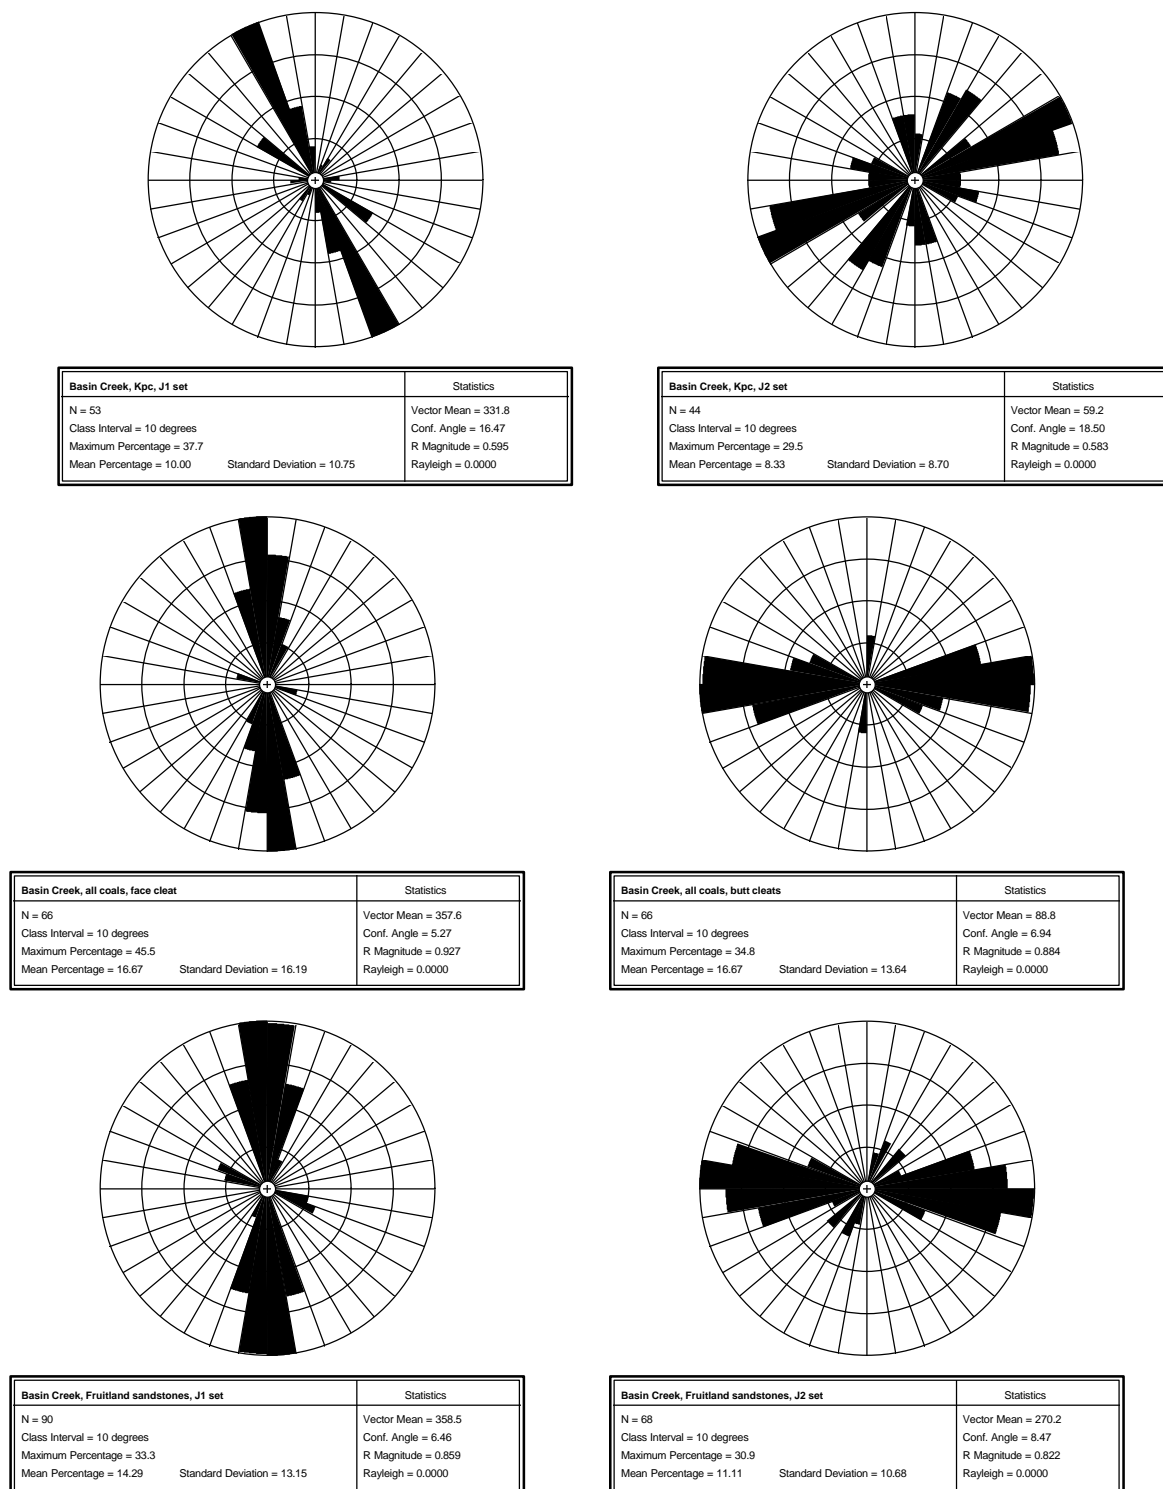 Basin Creek, Kpc, J1 set
Statistics
N = 53
Vector Mean = 331.8
Class Interval = 10 degrees
Conf. Angle = 16.47
Maximum Percentage = 37.7
R Magnitude = 0.595
Mean Percentage = 10.00 Standard Deviation = 10.75
Rayleigh = 0.0000
Basin Creek, Kpc, J2 set
Statistics
N = 44
Vector Mean = 59.2
Class Interval = 10 degrees
Conf. Angle = 18.50
Maximum Percentage = 29.5
R Magnitude = 0.583
Mean Percentage = 8.33 Standard Deviation = 8.70
Rayleigh = 0.0000
Basin Creek, all coals, face cleat
Statistics
N = 66
Vector Mean = 357.6
Class Interval = 10 degrees
Conf. Angle = 5.27
Maximum Percentage = 45.5
R Magnitude = 0.927
Mean Percentage = 16.67 Standard Deviation = 16.19
Rayleigh = 0.0000
Basin Creek, all coals, butt cleats
Statistics
N = 66
Vector Mean = 88.8
Class Interval = 10 degrees
Conf. Angle = 6.94
Maximum Percentage = 34.8
R Magnitude = 0.884
Mean Percentage = 16.67 Standard Deviation = 13.64
Rayleigh = 0.0000
Basin Creek, Fruitland sandstones, J1 set
Statistics
N = 90
Vector Mean = 358.5
Class Interval = 10 degrees
Conf. Angle = 6.46
Maximum Percentage = 33.3
R Magnitude = 0.859
Mean Percentage = 14.29 Standard Deviation = 13.15
Rayleigh = 0.0000
Basin Creek, Fruitland sandstones, J2 set
Statistics
N = 68
Vector Mean = 270.2
Class Interval = 10 degrees
Conf. Angle = 8.47
Maximum Percentage = 30.9
R Magnitude = 0.822
Mean Percentage = 11.11 Standard Deviation = 10.68
Rayleigh = 0.0000